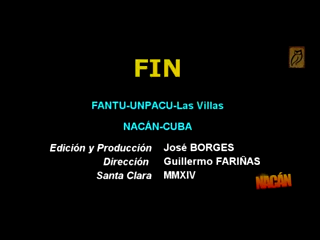 FIN
FANTU-UNPACU-Las Villas
NACÁN-CUBA
Edición y Producción José BORGES
Dirección Guillermo FARIÑAS
Santa Clara MMXIV
NACÁN